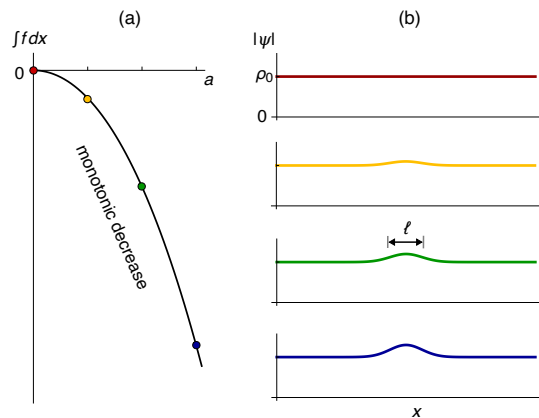 (a)
∫f dx
0
a
monotonic decrease
(b)
|ψ|
ρ₀
0
ℓ
x